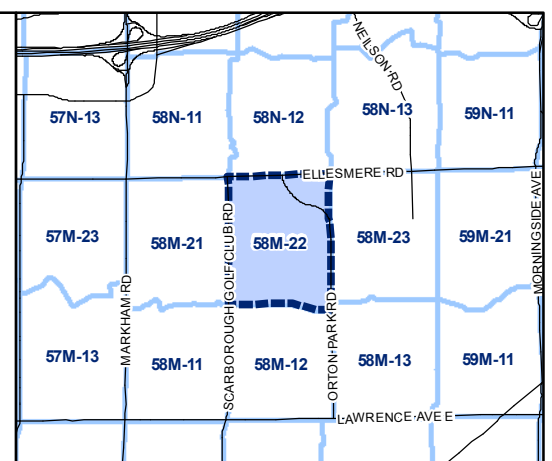 NEILSON RD
57N-13
58N-11
58N-12
58N-13
59N-11
ELLESMERE RD
57M-23
58M-21
58M-22
58M-23
59M-21
MARKHAM RD
SCARBOROUGH GOLF CLUB RD
ORTON PARK RD
MORNINGSIDE AVE
57M-13
58M-11
58M-12
58M-13
59M-11
LAWRENCE AVE E